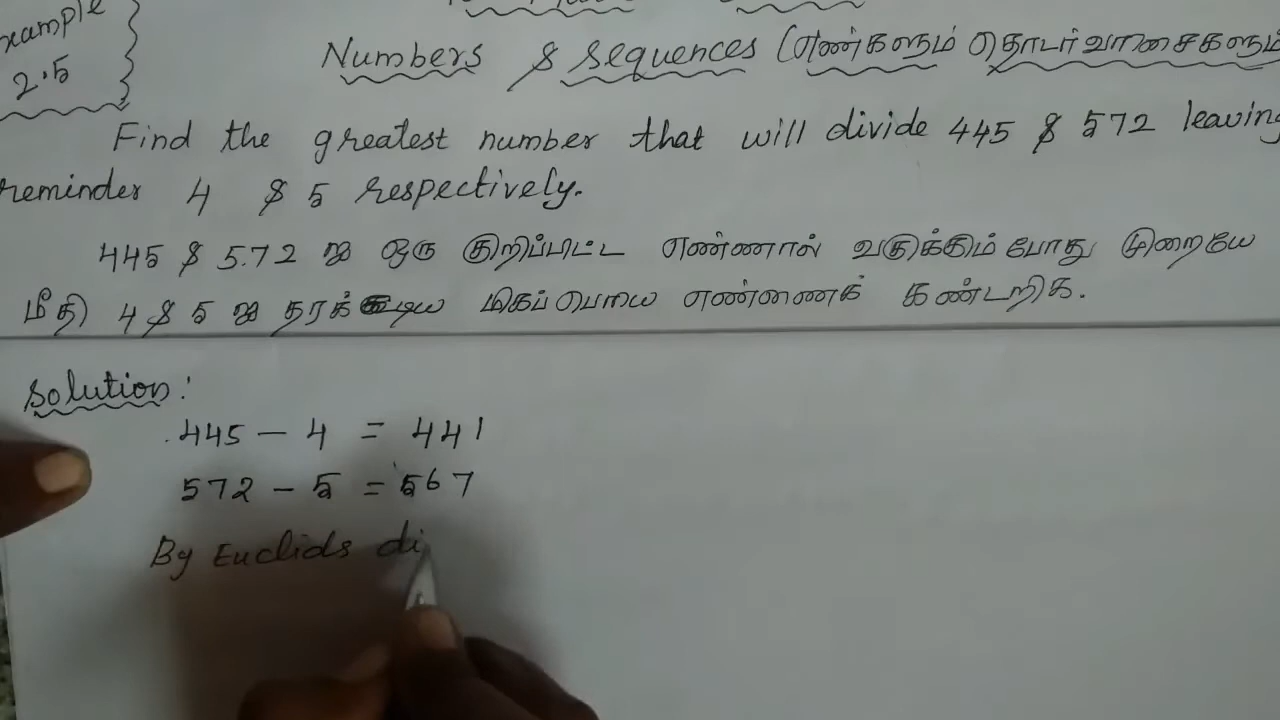 xample
2.5
Numbers & sequences (எண்களும் தொடர்வரிசைகளும்
Find the greatest number that will divide 445 & 572 leaving
reminder 4 & 5 respectively.
445 & 572 ஐ ஒரு குறிப்பிட்ட எண்ணால் வகுக்கும் போது முறையே
மீதி 4 & 5 ஐ தரக்கூடிய மிகப் பெரிய எண்ணைக் கண்டறிக.
Solution:
445 - 4 = 441
572 - 5 = 567
By Euclids di